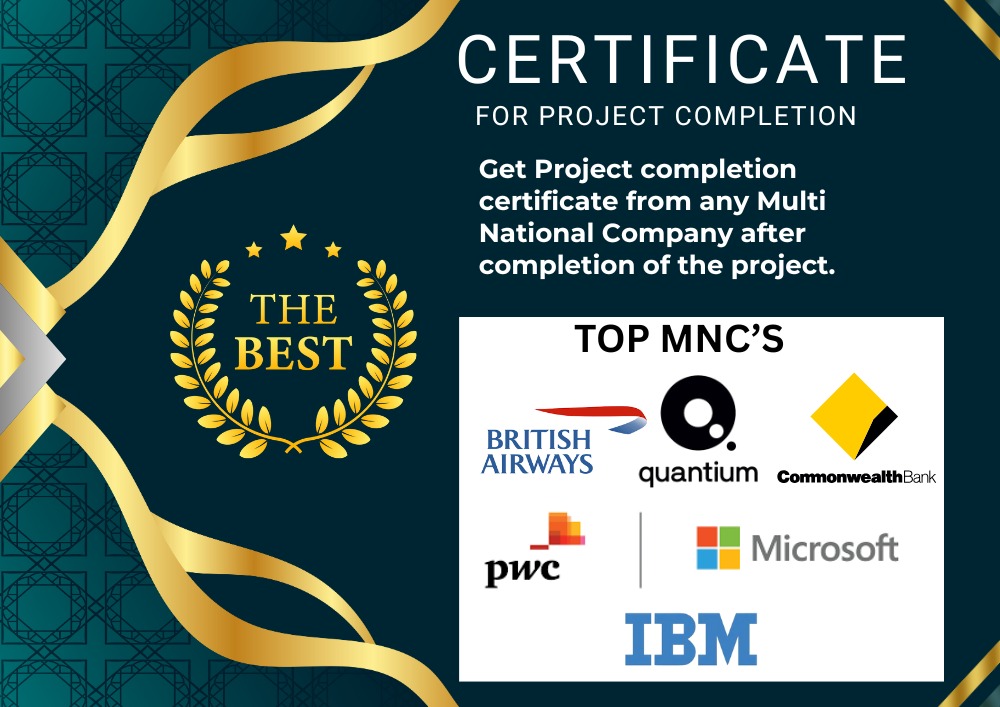 CERTIFICATE
FOR PROJECT COMPLETION
Get Project completion
certificate from any Multi
National Company after
completion of the project.
THE
BEST
TOP MNC’S
BRITISH
AIRWAYS
quantium
CommonwealthBank
pwc
Microsoft
IBM